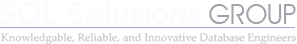 SQL Solutions GROUP
Knowledgable, Reliable, and Innovative Database Engineers